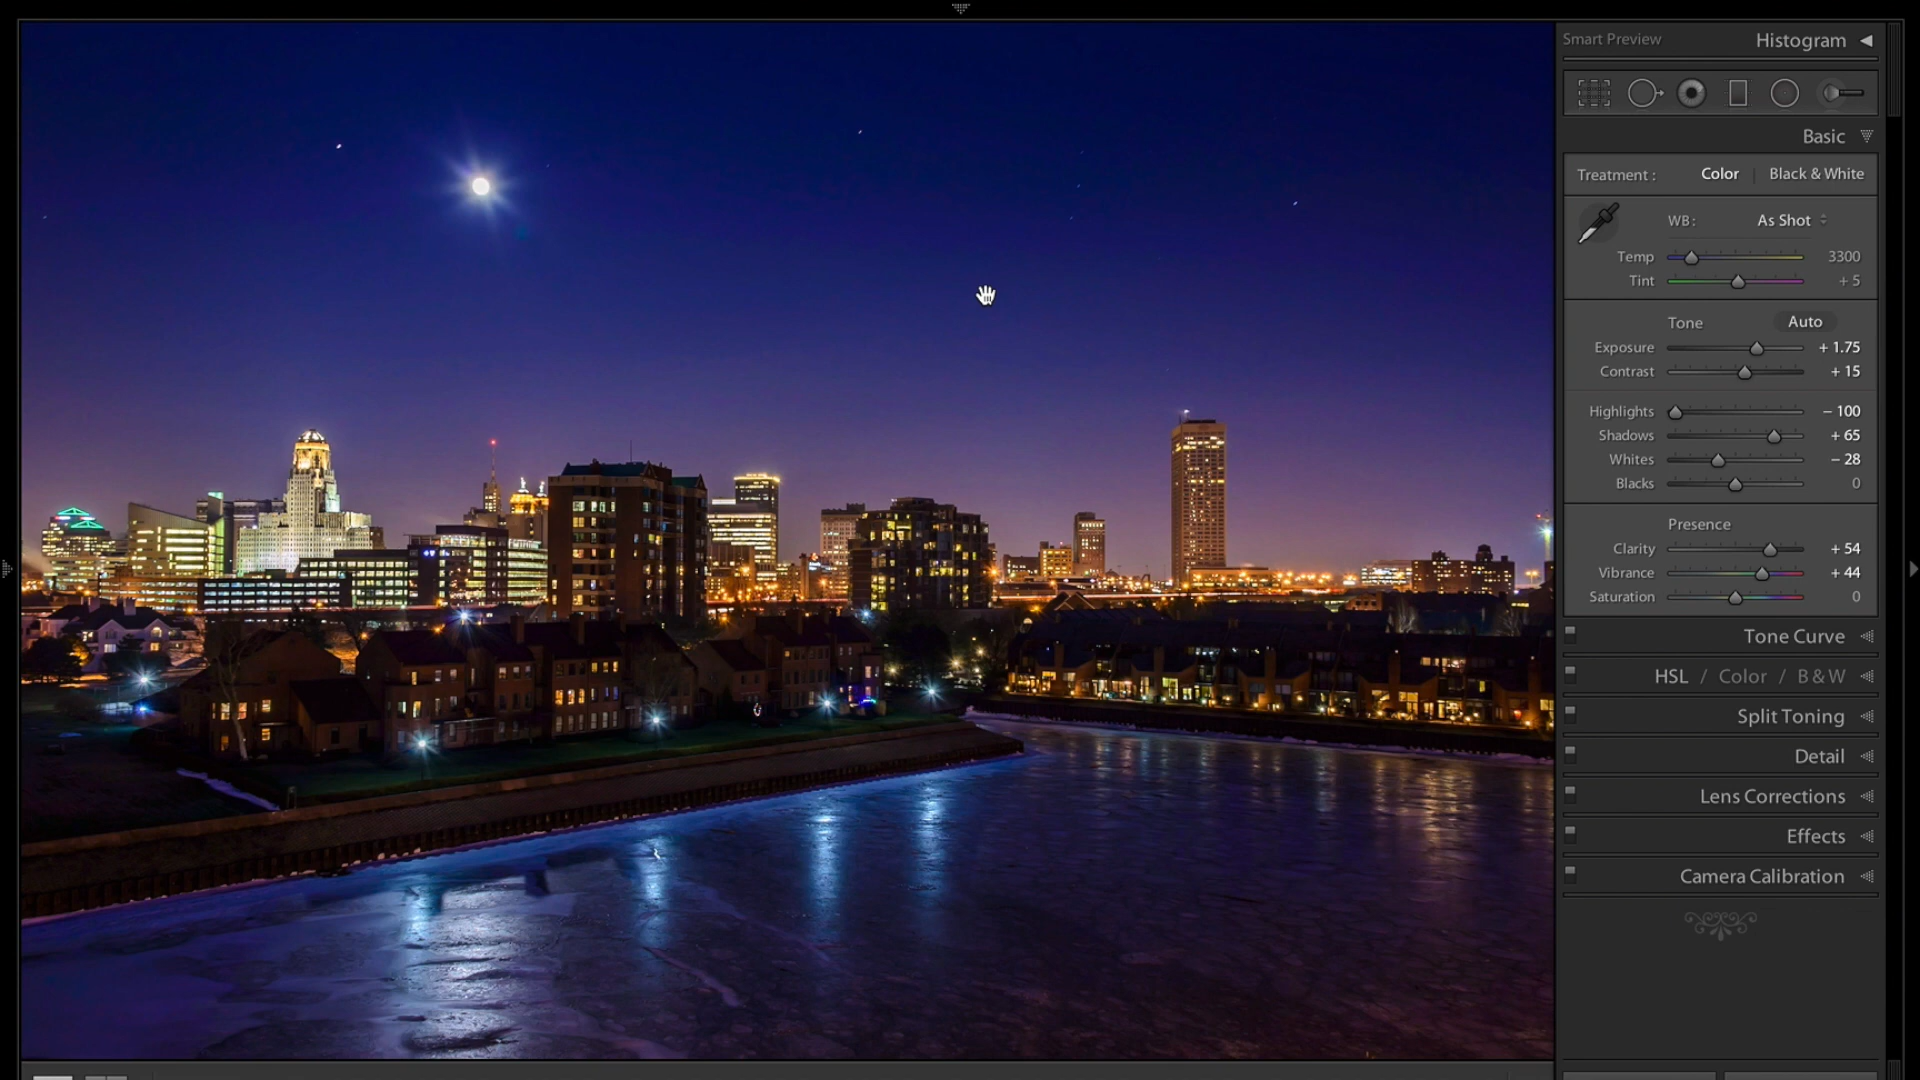 Smart Preview Histogram
Basic
Treatment : Color Black & White
WB: As Shot
Temp 3300
Tint + 5
Tone Auto
Exposure + 1.75
Contrast + 15
Highlights − 100
Shadows + 65
Whites − 28
Blacks 0
Presence
Clarity + 54
Vibrance + 44
Saturation 0
Tone Curve
HSL / Color / B & W
Split Toning
Detail
Lens Corrections
Effects
Camera Calibration